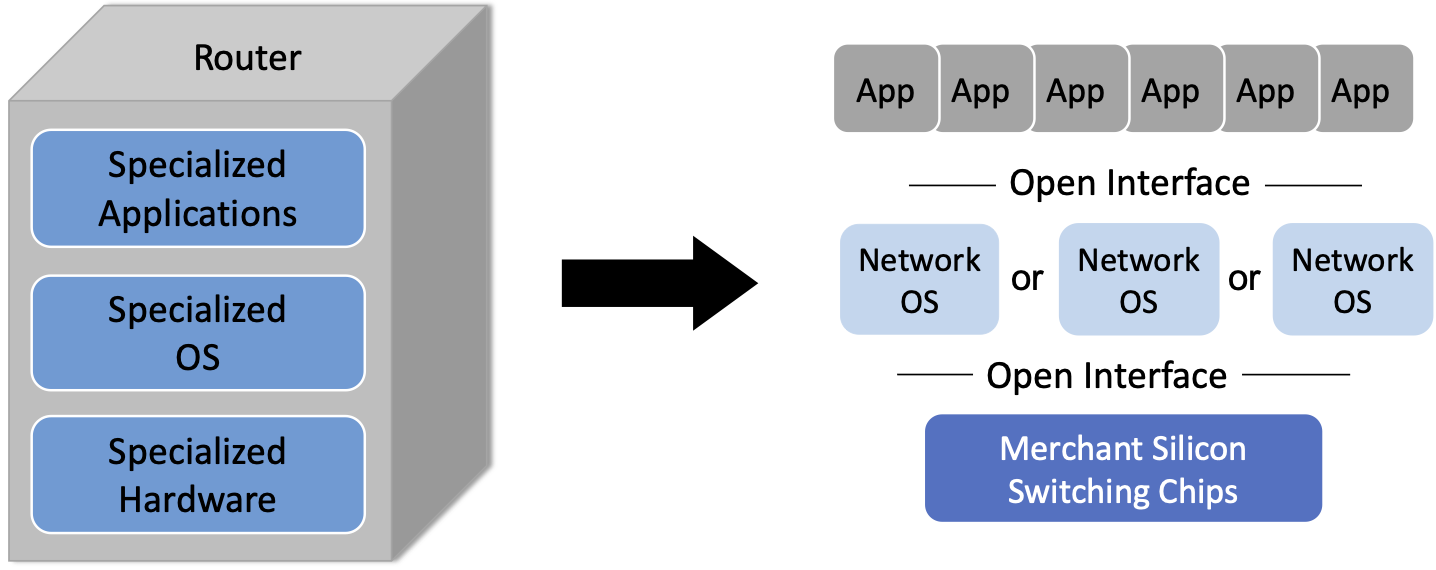 Router
Specialized
Applications
Specialized
OS
Specialized
Hardware
App App App App App App
Open Interface
Network
OS
or
Network
OS
or
Network
OS
Open Interface
Merchant Silicon
Switching Chips